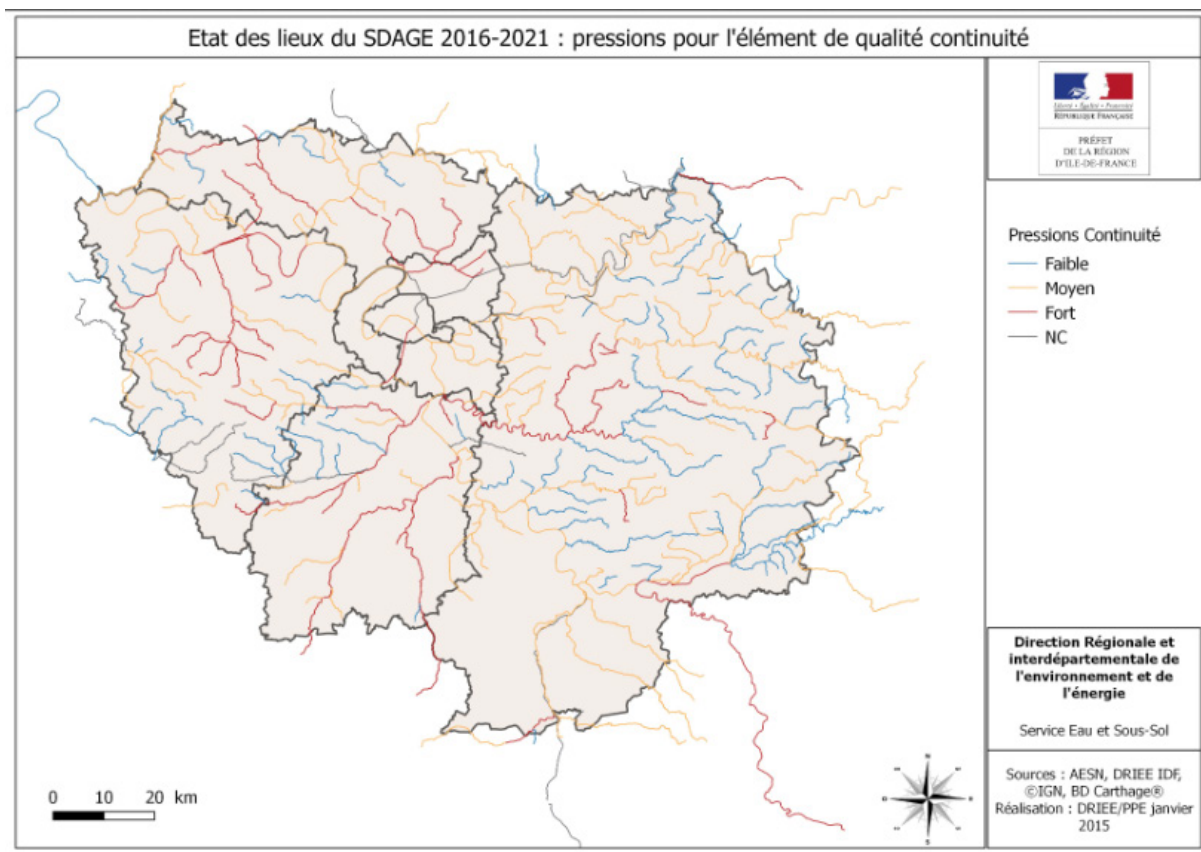 Etat des lieux du SDAGE 2016-2021 : pressions pour l'élément de qualité continuité
Liberté • Égalité • Fraternité
RÉPUBLIQUE FRANÇAISE
PRÉFET
DE LA RÉGION
D'ILE-DE-FRANCE
Pressions Continuité
Faible
Moyen
Fort
NC
Direction Régionale et
interdépartementale de
l'environnement et de
l'énergie
Service Eau et Sous-Sol
Sources : AESN, DRIEE IDF,
©IGN, BD Carthage®
Réalisation : DRIEE/PPE janvier
2015
0 10 20 km